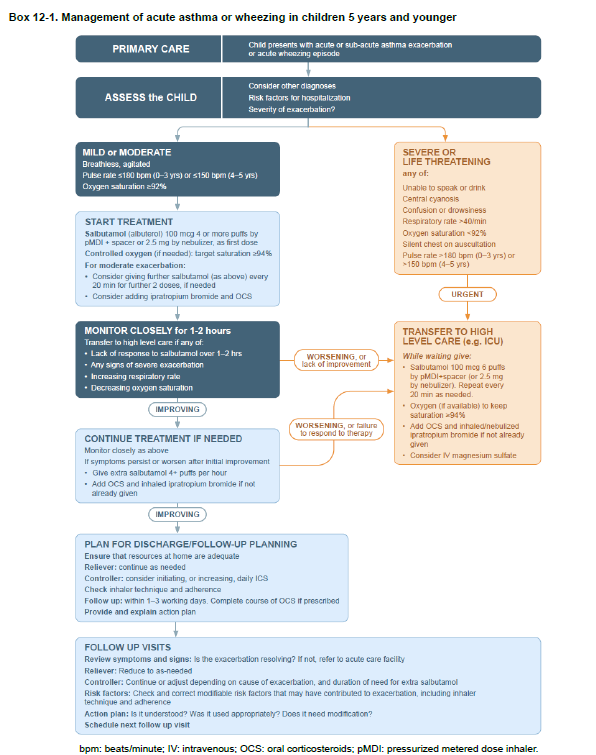 Box 12-1. Management of acute asthma or wheezing in children 5 years and younger
PRIMARY CARE
Child presents with acute or sub-acute asthma exacerbation
or acute wheezing episode
ASSESS the CHILD
Consider other diagnoses
Risk factors for hospitalization
Severity of exacerbation?
MILD or MODERATE
Breathless, agitated
Pulse rate ≤180 bpm (0–3 yrs) or ≤150 bpm (4–5 yrs)
Oxygen saturation ≥92%
SEVERE OR
LIFE THREATENING
any of:
Unable to speak or drink
Central cyanosis
Confusion or drowsiness
Respiratory rate >40/min
Oxygen saturation <92%
Silent chest on auscultation
Pulse rate >180 bpm (0–3 yrs) or
>150 bpm (4–5 yrs)
START TREATMENT
Salbutamol (albuterol) 100 mcg 4 or more puffs by
pMDI + spacer or 2.5 mg by nebulizer, as first dose
Controlled oxygen (if needed): target saturation ≥94%
For moderate exacerbation:
• Consider giving further salbutamol (as above) every
20 min for further 2 doses, if needed
• Consider adding ipratropium bromide and OCS
URGENT
MONITOR CLOSELY for 1-2 hours
Transfer to high level care if any of:
• Lack of response to salbutamol over 1–2 hrs
• Any signs of severe exacerbation
• Increasing respiratory rate
• Decreasing oxygen saturation
WORSENING, or
lack of improvement
TRANSFER TO HIGH
LEVEL CARE (e.g. ICU)
While waiting give:
• Salbutamol 100 mcg 6 puffs
by pMDI+spacer (or 2.5 mg
by nebulizer). Repeat every
20 min as needed.
• Oxygen (if available) to keep
saturation ≥94%
• Add OCS and inhaled/nebulized
ipratropium bromide if not already
given
• Consider IV magnesium sulfate
IMPROVING
WORSENING, or failure
to respond to therapy
CONTINUE TREATMENT IF NEEDED
Monitor closely as above
If symptoms persist or worsen after initial improvement
• Give extra salbutamol 4+ puffs per hour
• Add OCS and inhaled ipratropium bromide if not
already given
IMPROVING
PLAN FOR DISCHARGE/FOLLOW-UP PLANNING
Ensure that resources at home are adequate
Reliever: continue as needed
Controller: consider initiating, or increasing, daily ICS
Check inhaler technique and adherence
Follow up: within 1–3 working days. Complete course of OCS if prescribed
Provide and explain action plan
FOLLOW UP VISITS
Review symptoms and signs: Is the exacerbation resolving? If not, refer to acute care facility
Reliever: Reduce to as-needed
Controller: Continue or adjust depending on cause of exacerbation, and duration of need for extra salbutamol
Risk factors: Check and correct modifiable risk factors that may have contributed to exacerbation, including inhaler
technique and adherence
Action plan: Is it understood? Was it used appropriately? Does it need modification?
Schedule next follow up visit
bpm: beats/minute; IV: intravenous; OCS: oral corticosteroids; pMDI: pressurized metered dose inhaler.